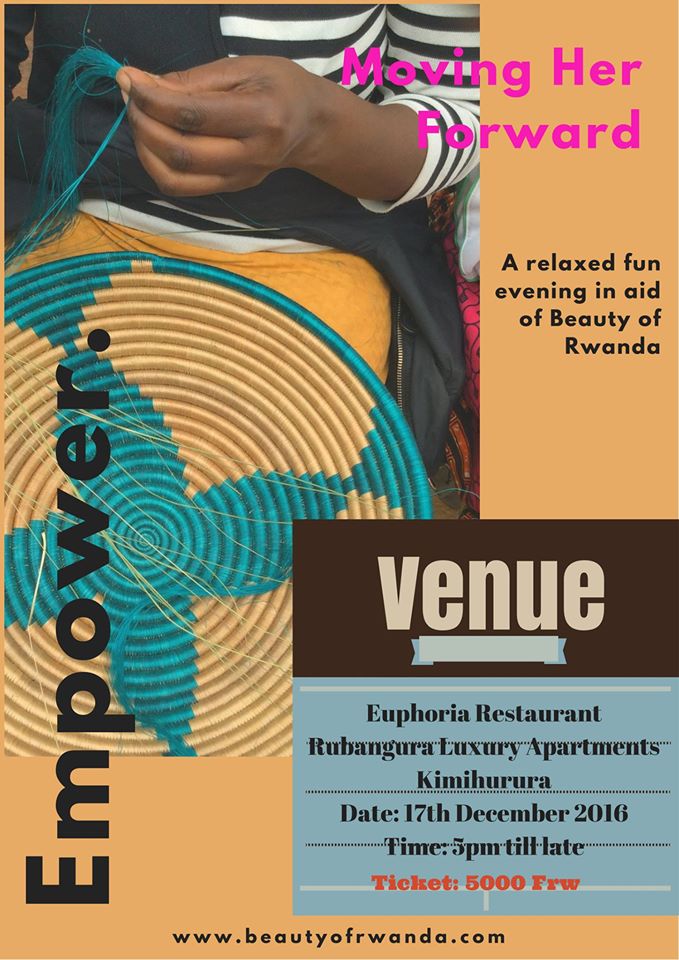 Moving Her
Forward
A relaxed fun
evening in aid
of Beauty of
Rwanda
Empower.
Venue
Euphoria Restaurant
Rubangura Luxury Apartments
Kimihurura
Date: 17th December 2016
Time: 5pm till late
Ticket: 5000 Frw
www.beautyofrwanda.com